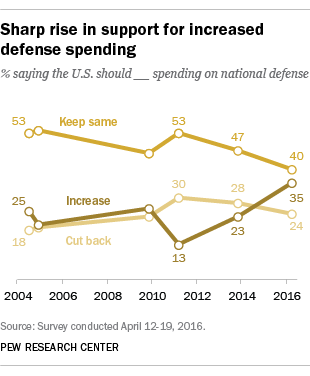 Sharp rise in support for increased
defense spending
% saying the U.S. should __ spending on national defense
53 Keep same 53 47 40
25 Increase 30 28 35
18 Cut back 13 23 24
2004 2006 2008 2010 2012 2014 2016
Source: Survey conducted April 12-19, 2016.
PEW RESEARCH CENTER